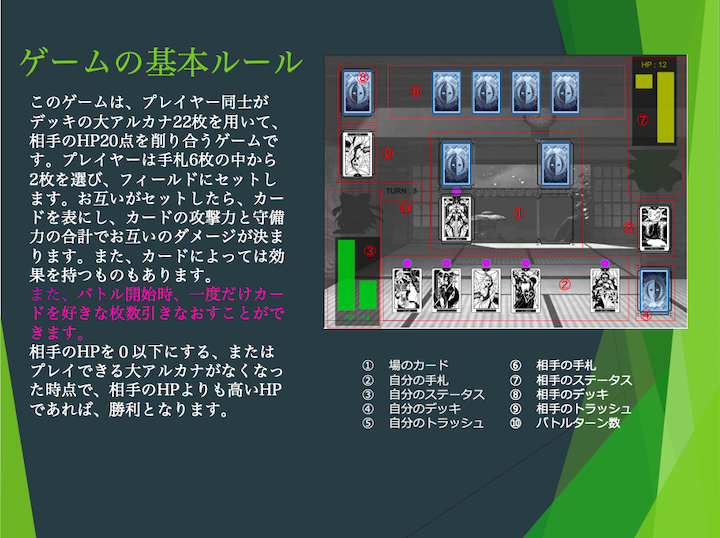 ゲームの基本ルール
このゲームは、プレイヤー同士が
デッキの大アルカナ22枚を用いて、
相手のHP20点を削り合うゲームで
す。プレイヤーは手札6枚の中から
2枚を選び、フィールドにセットし
ます。お互いがセットしたら、カー
ドを表にし、カードの攻撃力と守備
力の合計でお互いのダメージが決ま
ります。また、カードによっては効
果を持つものもあります。
また、バトル開始時、一度だけカー
ドを好きな枚数引きなおすことがで
きます。
相手のHPを０以下にする、または
プレイできる大アルカナがなくなっ
た時点で、相手のHPよりも高いHP
であれば、勝利となります。
⑧
⑥
HP : 12
⑦
⑨
TURN : 3
⑩
①
⑤
③
②
④
① 場のカード
② 自分の手札
③ 自分のステータス
④ 自分のデッキ
⑤ 自分のトラッシュ
⑥ 相手の手札
⑦ 相手のステータス
⑧ 相手のデッキ
⑨ 相手のトラッシュ
⑩ バトルターン数